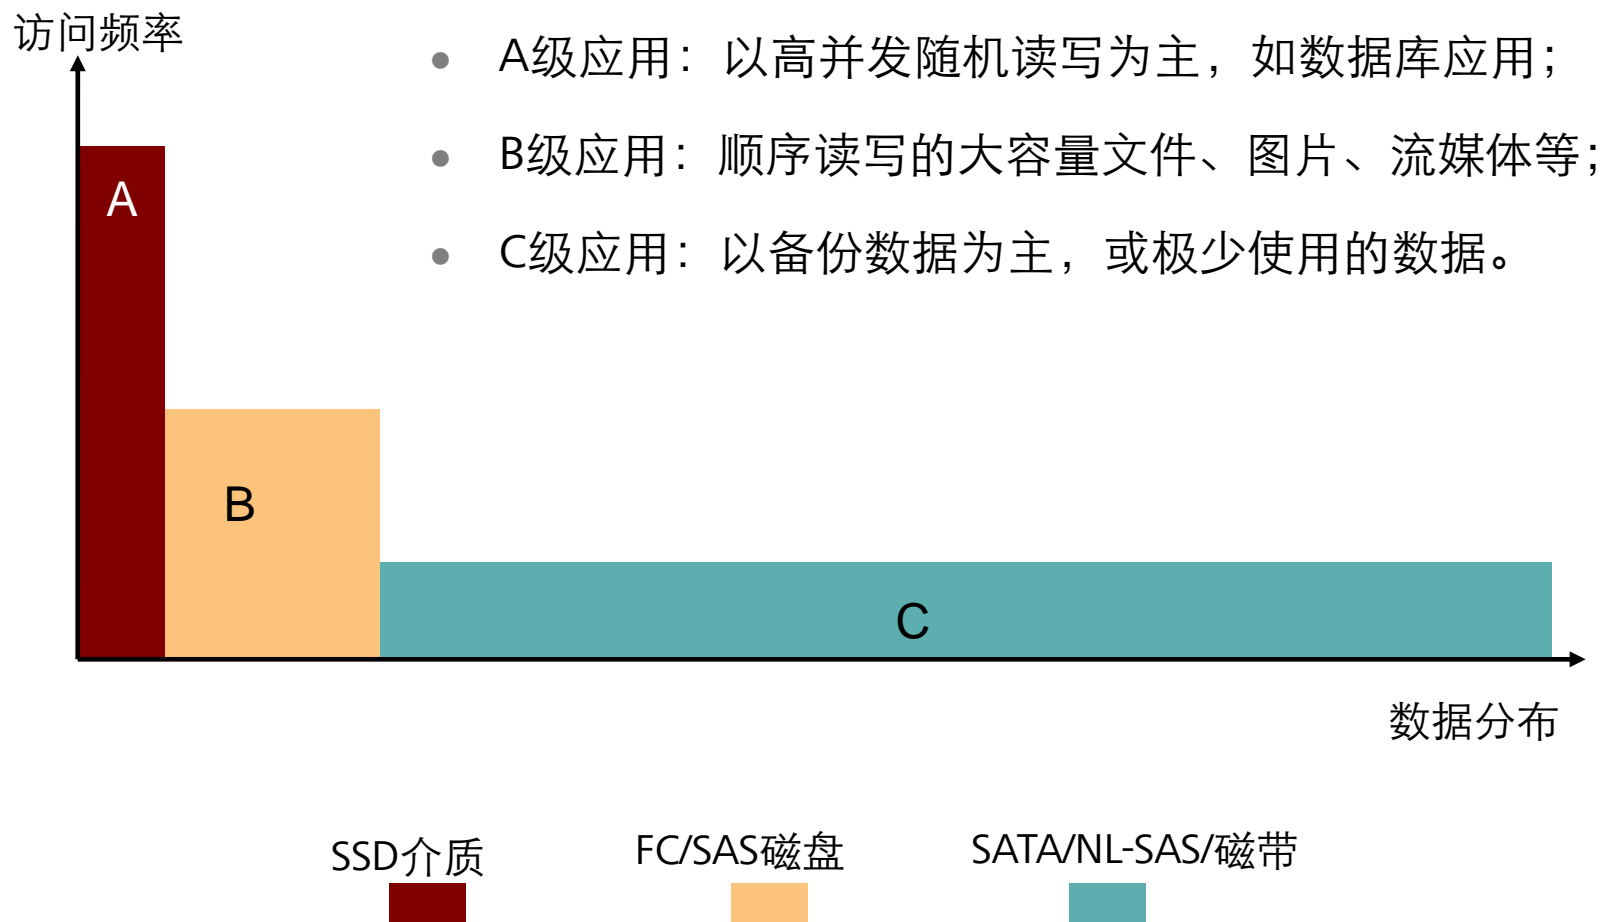 访问频率
A级应用：以高并发随机读写为主，如数据库应用；
B级应用：顺序读写的大容量文件、图片、流媒体等；
C级应用：以备份数据为主，或极少使用的数据。
A
B
C
数据分布
SSD介质
FC/SAS磁盘
SATA/NL-SAS/磁带